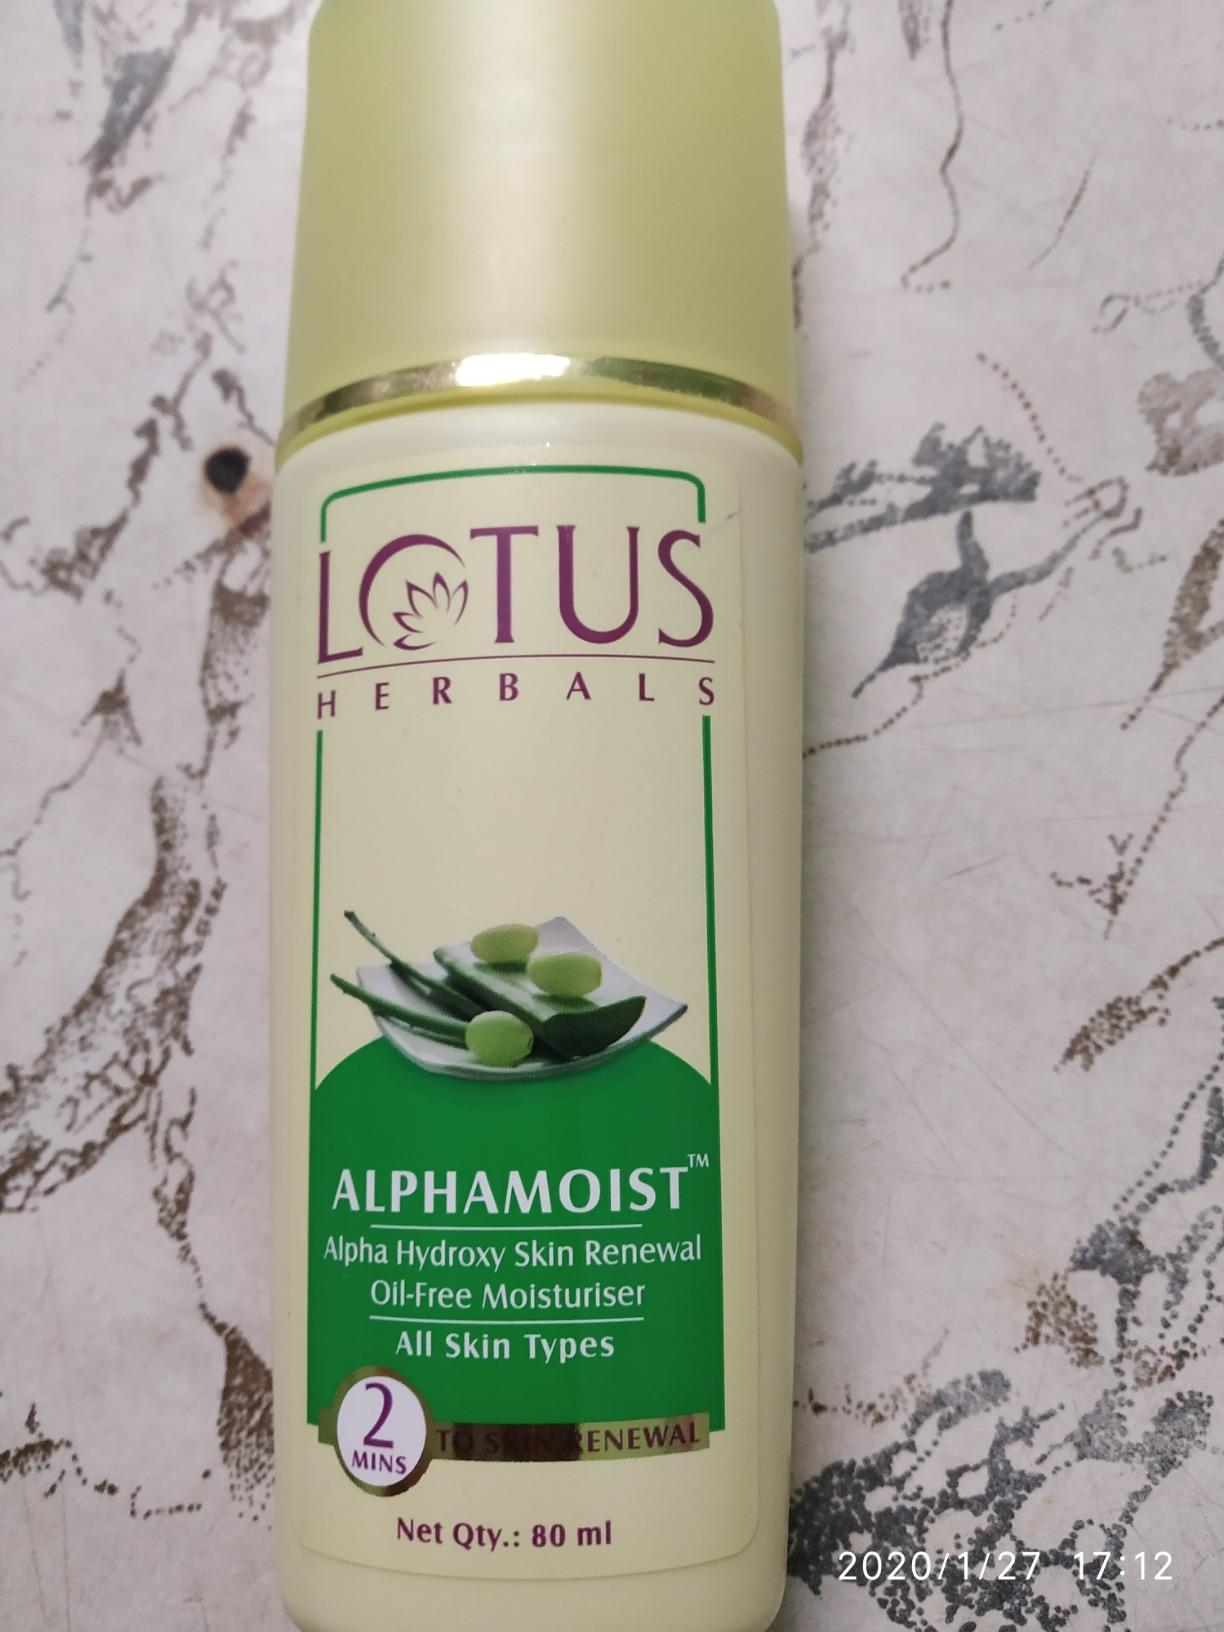 LOTUS
HERBALS
ALPHAMOIST™
Alpha Hydroxy Skin Renewal
Oil-Free Moisturiser
All Skin Types
2
MINS
TO SKIN RENEWAL
Net Qty.: 80 ml
2020/1/27 17:12